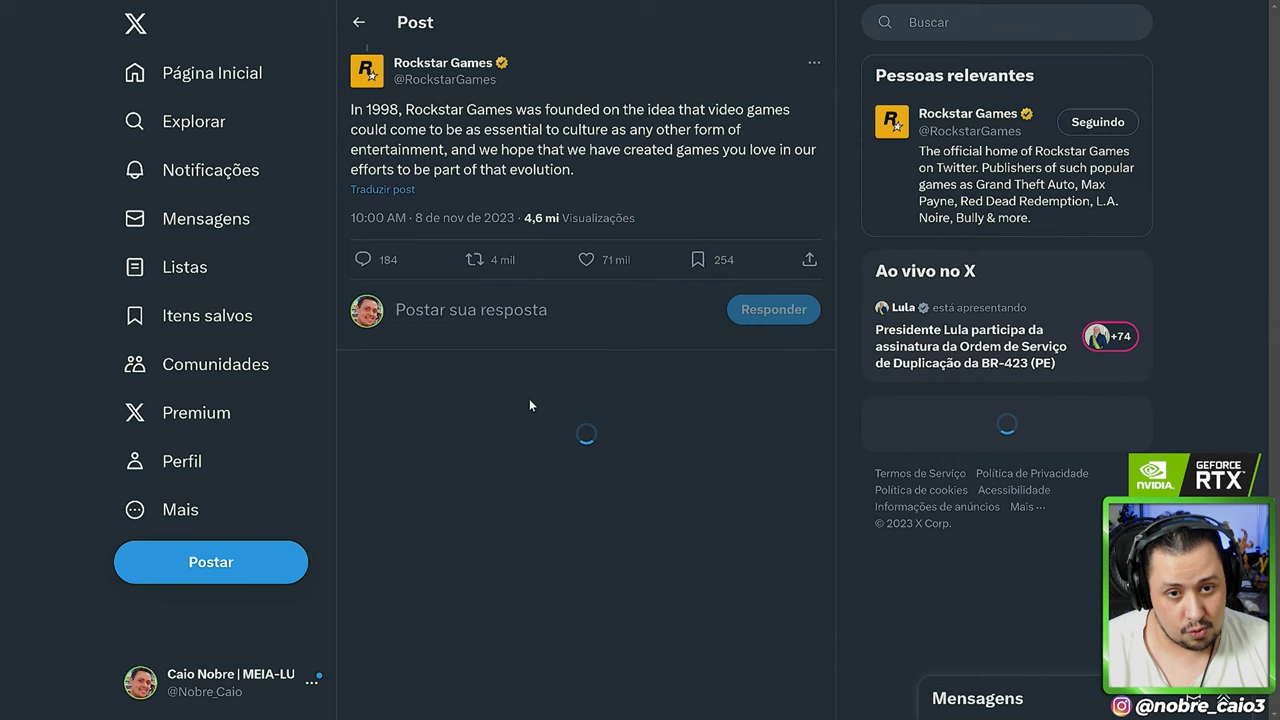 Página Inicial
Explorar
Notificações
Mensagens
Listas
Itens salvos
Comunidades
Premium
Perfil
Mais
Postar
Caio Nobre | MEIA-LU
@Nobre_Caio
Post
Rockstar Games
@RockstarGames
In 1998, Rockstar Games was founded on the idea that video games
could come to be as essential to culture as any other form of
entertainment, and we hope that we have created games you love in our
efforts to be part of that evolution.
Traduzir post
10:00 AM · 8 de nov de 2023 · 4,6 mi Visualizações
184 4 mil 71 mil 254
Postar sua resposta
Responder
Buscar
Pessoas relevantes
Rockstar Games
@RockstarGames
Seguindo
The official home of Rockstar Games
on Twitter. Publishers of such popular
games as Grand Theft Auto, Max
Payne, Red Dead Redemption, L.A.
Noire, Bully & more.
Ao vivo no X
Lula está apresentando
Presidente Lula participa da
assinatura da Ordem de Serviço
de Duplicação da BR-423 (PE)
+74
Termos de Serviço Política de Privacidade
Política de cookies Acessibilidade
Informações de anúncios Mais ...
© 2023 X Corp.
NVIDIA. GEFORCE
RTX
Mensagens
@nobre_caio3